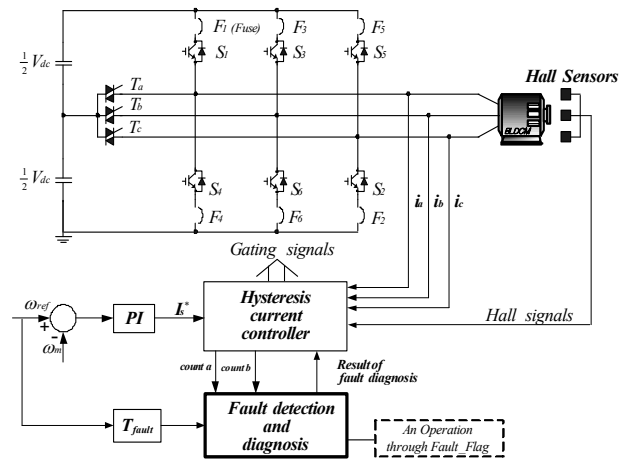 F1 (Fuse) F3 F5
S1 S3 S5
½ Vdc
Hall Sensors
Ta
Tb
Tc
BLDCM
½ Vdc
S4 S6 S2
F4 F6 F2
ia ib ic
Gating signals
ωref
+
-
ωm
PI
Is*
Hysteresis
current
controller
Hall signals
count a
count b
Result of
fault diagnosis
Tfault
Fault detection
and
diagnosis
An Operation
through Fault_Flag